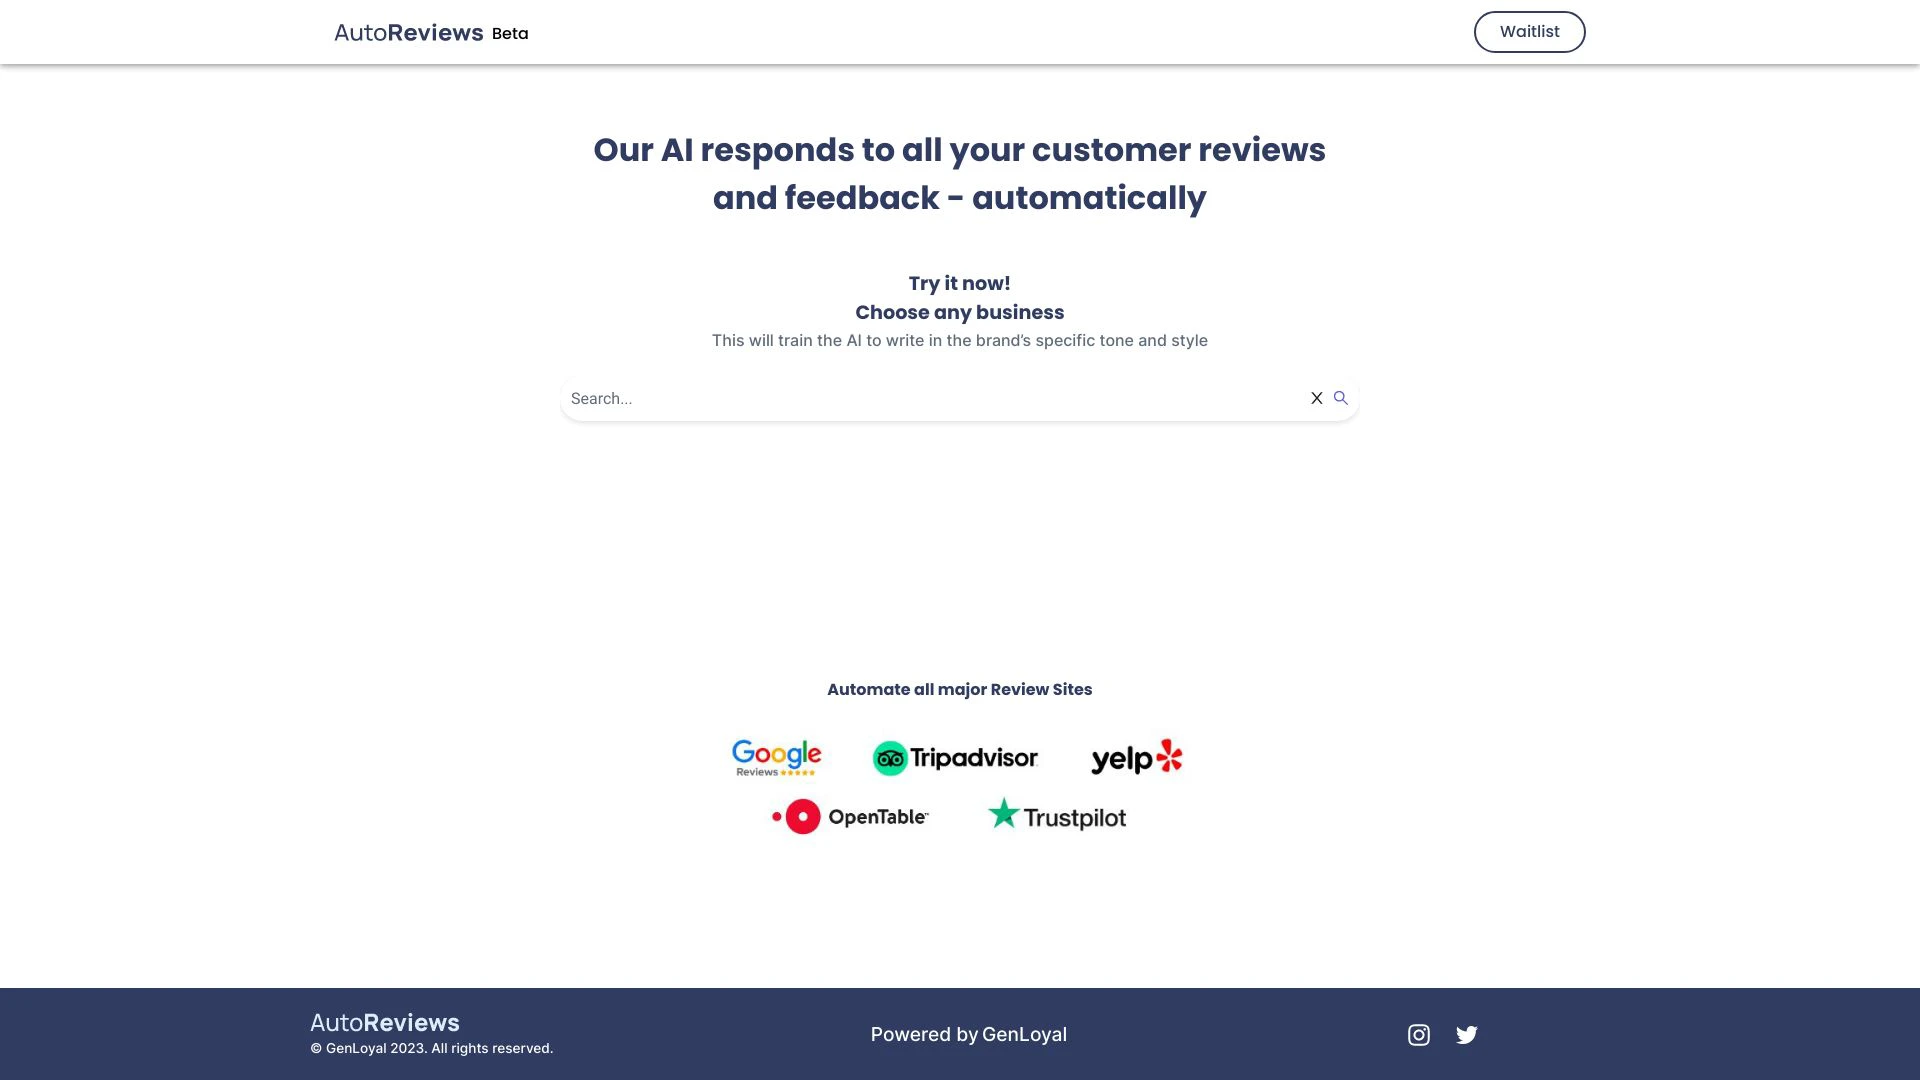 AutoReviews Beta
Waitlist
Our AI responds to all your customer reviews
and feedback - automatically
Try it now!
Choose any business
This will train the AI to write in the brand’s specific tone and style
Search...
X
Automate all major Review Sites
Google
Reviews
Tripadvisor
yelp
OpenTable™
Trustpilot
AutoReviews
© GenLoyal 2023. All rights reserved.
Powered by GenLoyal